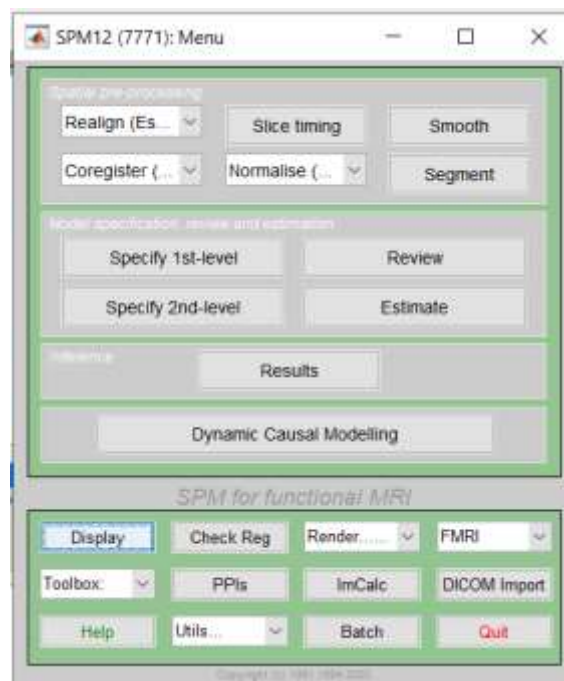 SPM12 (7771): Menu
Spatial pre-processing
Realign (Es... Slice timing Smooth
Coregister (... Normalise (... Segment
Model specification, review and estimation
Specify 1st-level Review
Specify 2nd-level Estimate
Inference
Results
Dynamic Causal Modelling
SPM for functional MRI
Display Check Reg Render... FMRI
Toolbox: PPIs ImCalc DICOM Import
Help Utils... Batch Quit
Copyright (c)